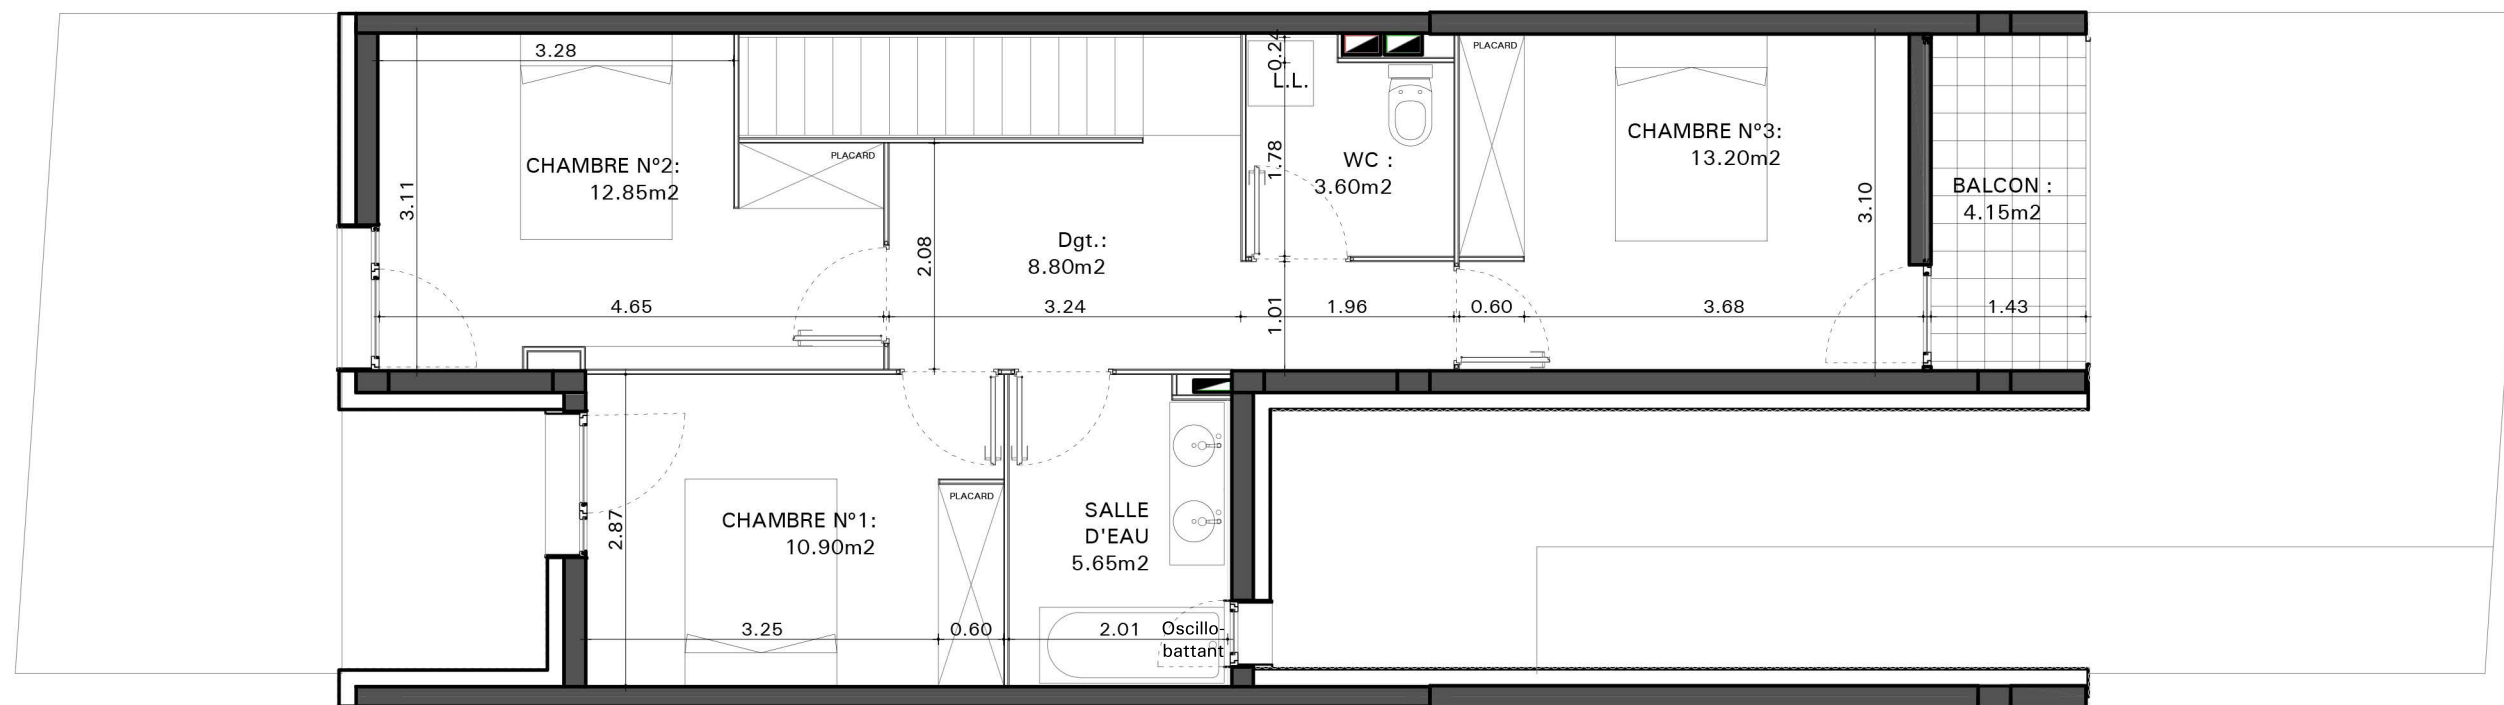 3.28
0.24
PLACARD
L.L.
CHAMBRE Nº2:
12.85m2
PLACARD
3.11
2.08
Dgt.:
8.80m2
1.78
WC :
3.60m2
CHAMBRE Nº3:
13.20m2
3.10
BALCON :
4.15m2
4.65
3.24
1.01
1.96
0.60
3.68
1.43
2.87
CHAMBRE Nº1:
10.90m2
PLACARD
SALLE
D'EAU
5.65m2
3.25
0.60
2.01
Oscillo-
battant